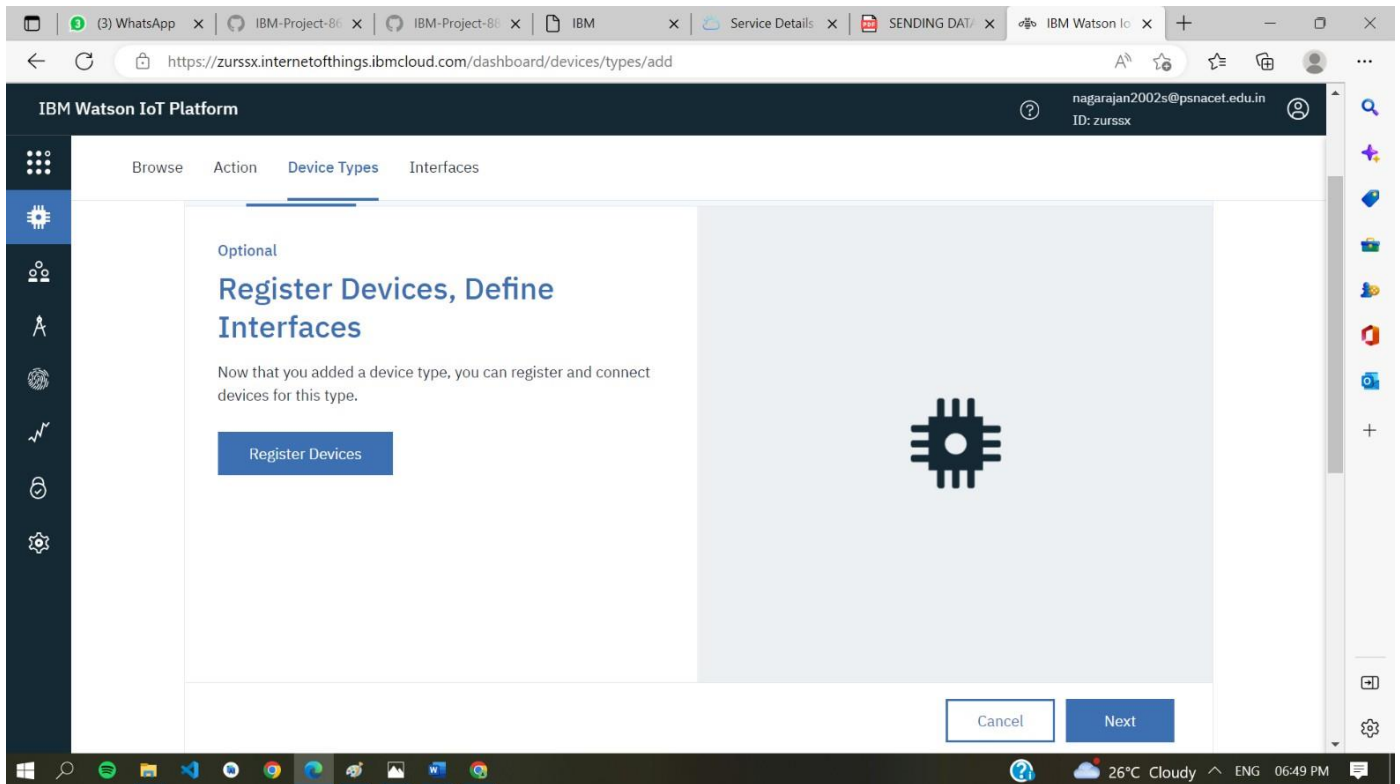 (3) WhatsApp
IBM-Project-86
IBM-Project-88
IBM
Service Details
SENDING DATA
IBM Watson Io
https://zurssx.internetofthings.ibmcloud.com/dashboard/devices/types/add
IBM Watson IoT Platform
nagarajan2002s@psnacet.edu.in
ID: zurssx
Browse Action Device Types Interfaces
Optional
Register Devices, Define
Interfaces
Now that you added a device type, you can register and connect
devices for this type.
Register Devices
Cancel Next
26°C Cloudy ENG 06:49 PM